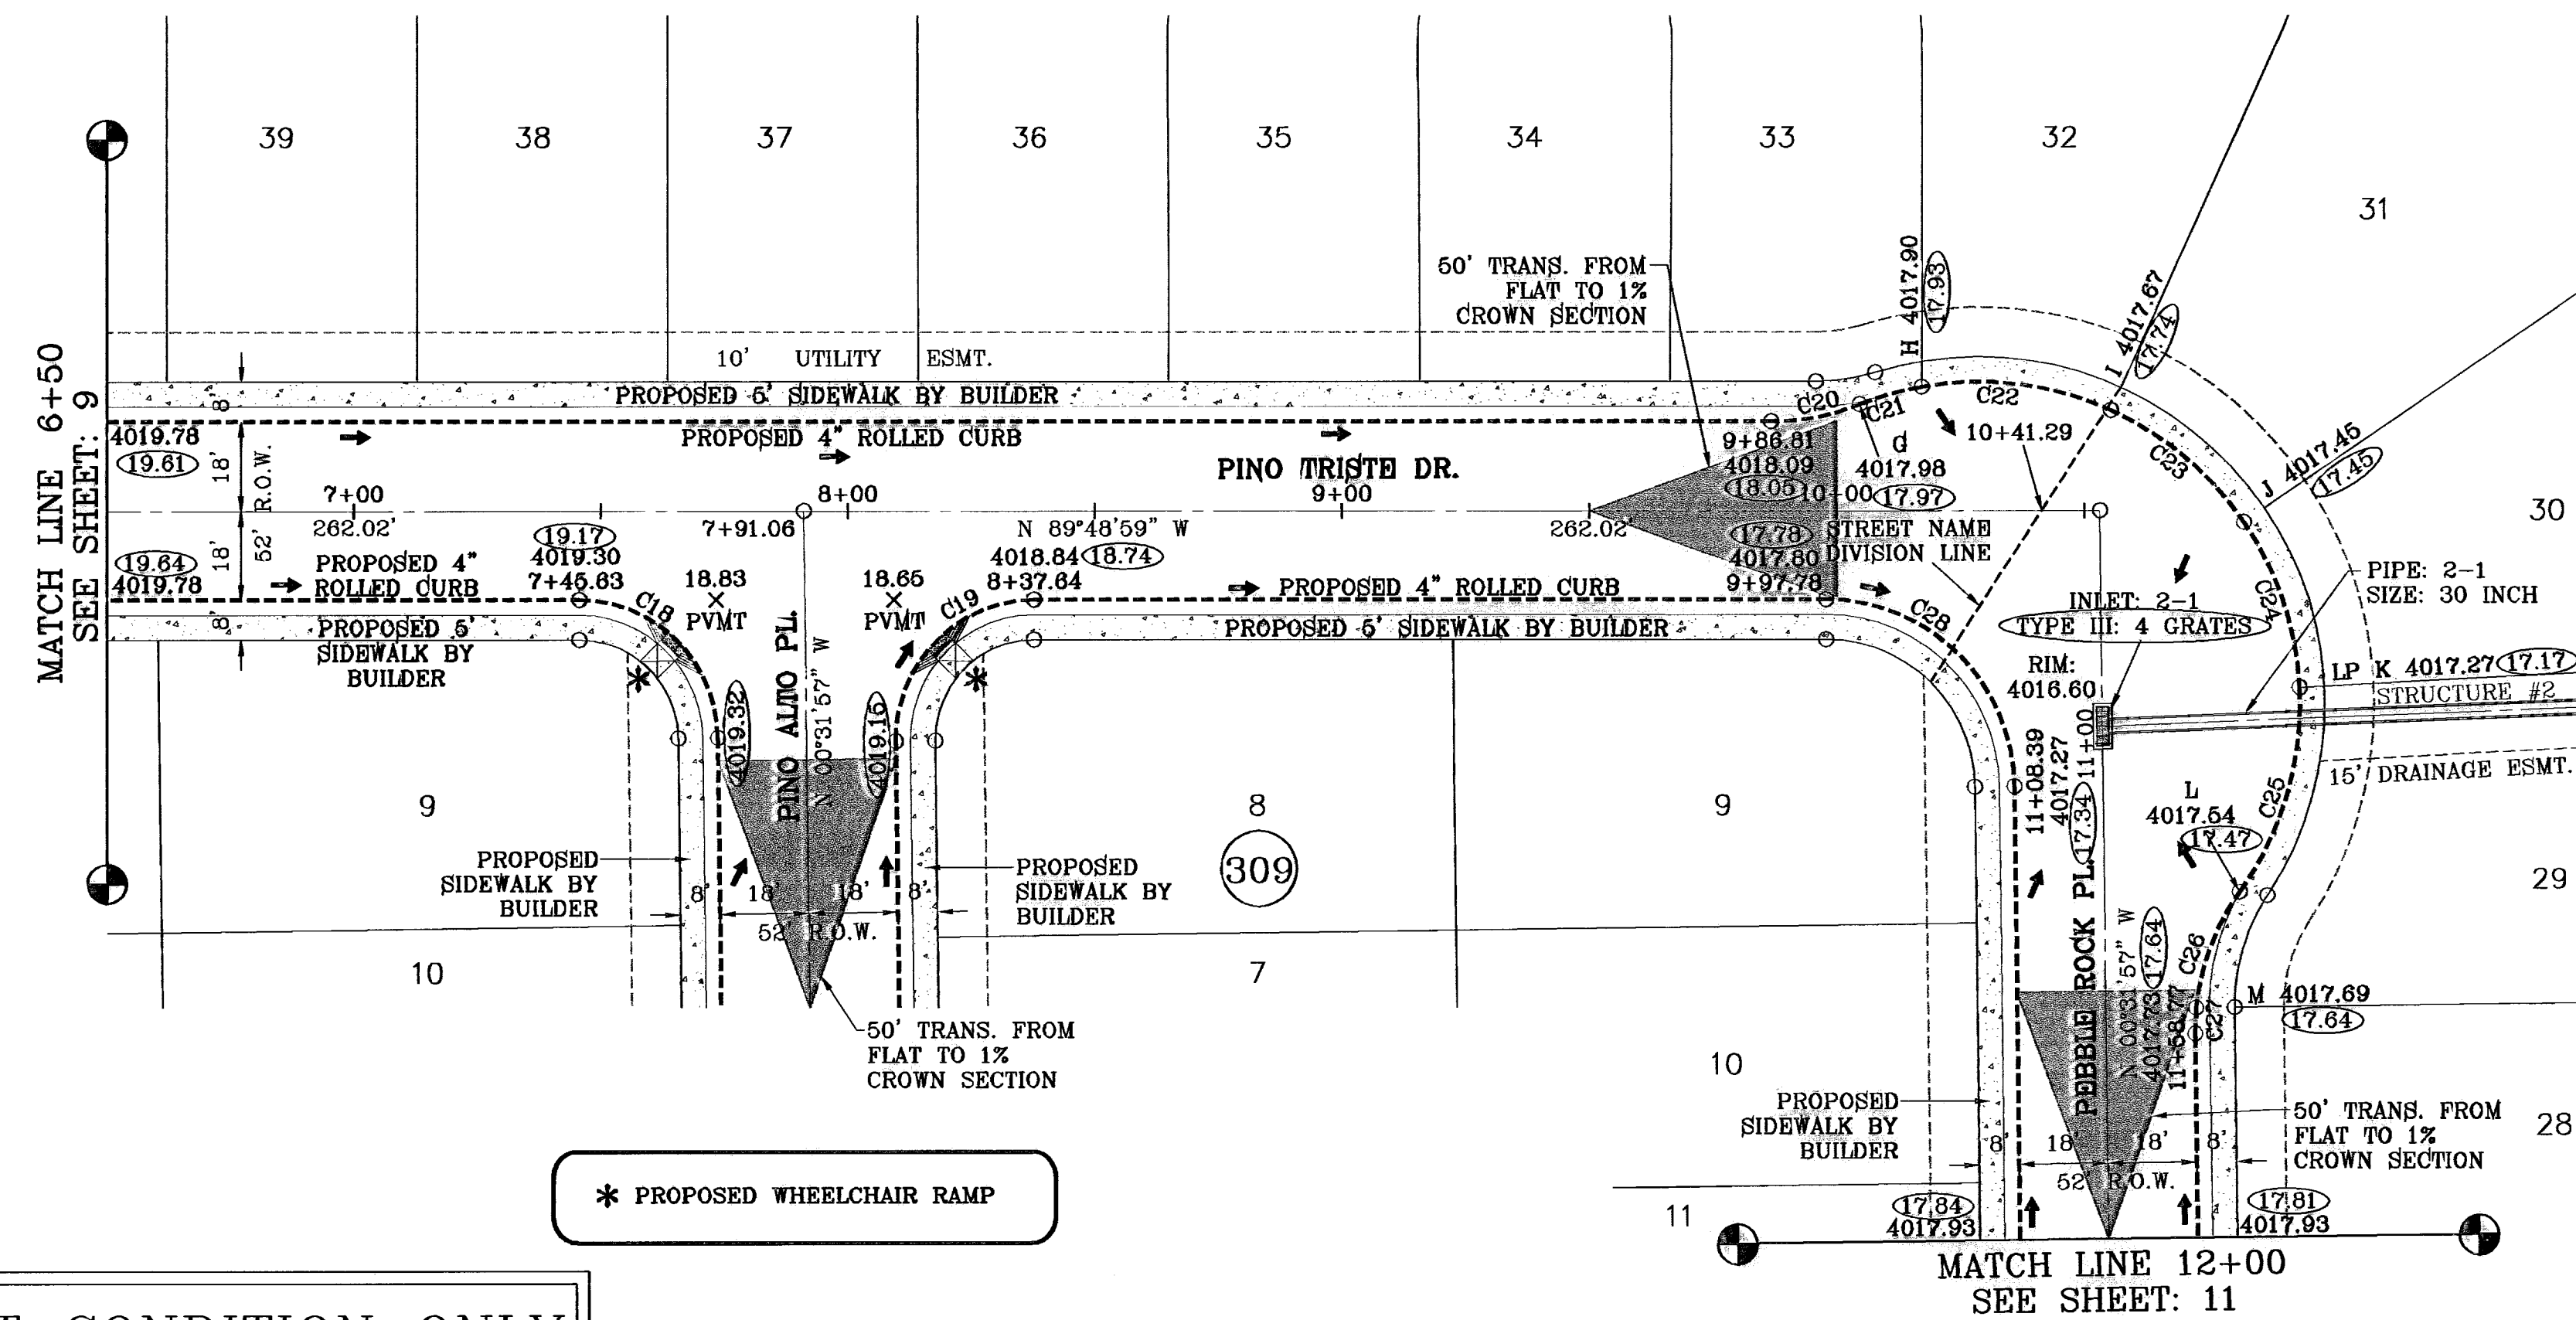 39
38
37
36
35
34
33
32
31
30
29
28
MATCH LINE 6+50
SEE SHEET: 9
10' UTILITY ESMT.
PROPOSED 5' SIDEWALK BY BUILDER
PROPOSED 4" ROLLED CURB
PINO TRISTE DR.
4019.78
19.61
18'
8'
52' R.O.W.
18'
8'
19.64
4019.78
7+00
262.02'
7+91.06
8+00
N 89°48'59" W
9+00
262.02'
10+00
PROPOSED 4"
ROLLED CURB
PROPOSED 5'
SIDEWALK BY
BUILDER
19.17
4019.30
7+45.63
C18
18.83
PVMT
18.65
PVMT
C19
4018.84
18.74
8+37.64
PROPOSED 4" ROLLED CURB
PROPOSED 5' SIDEWALK BY BUILDER
50' TRANS. FROM
FLAT TO 1%
CROWN SECTION
9+86.81
4018.09
18.05
17.78
4017.80
9+97.78
C20
C21
d
4017.98
17.97
H 4017.90
17.93
C22
10+41.29
I 4017.67
17.74
C23
J 4017.45
17.45
C24
STREET NAME
DIVISION LINE
C28
INLET: 2-1
TYPE III: 4 GRATES
RIM:
4016.60
PIPE: 2-1
SIZE: 30 INCH
LP K 4017.27
17.17
STRUCTURE #2
15' DRAINAGE ESMT.
C25
L
4017.54
17.47
11+08.39
4017.27
17.34
11+00
PEBBLE ROCK PL.
N 00°31'57" W
C26
17.64
4017.73
11+58.77
C27
M 4017.69
17.64
50' TRANS. FROM
FLAT TO 1%
CROWN SECTION
8'
18'
18'
8'
52' R.O.W.
17.84
4017.93
17.81
4017.93
MATCH LINE 12+00
SEE SHEET: 11
PINO ALTO PL.
N 00°31'57" W
4019.32
4019.15
9
10
PROPOSED
SIDEWALK BY
BUILDER
8'
18'
18'
8'
52' R.O.W.
PROPOSED
SIDEWALK BY
BUILDER
8
309
7
50' TRANS. FROM
FLAT TO 1%
CROWN SECTION
9
10
11
PROPOSED
SIDEWALK BY
BUILDER
* PROPOSED WHEELCHAIR RAMP
CONDITION ONLY